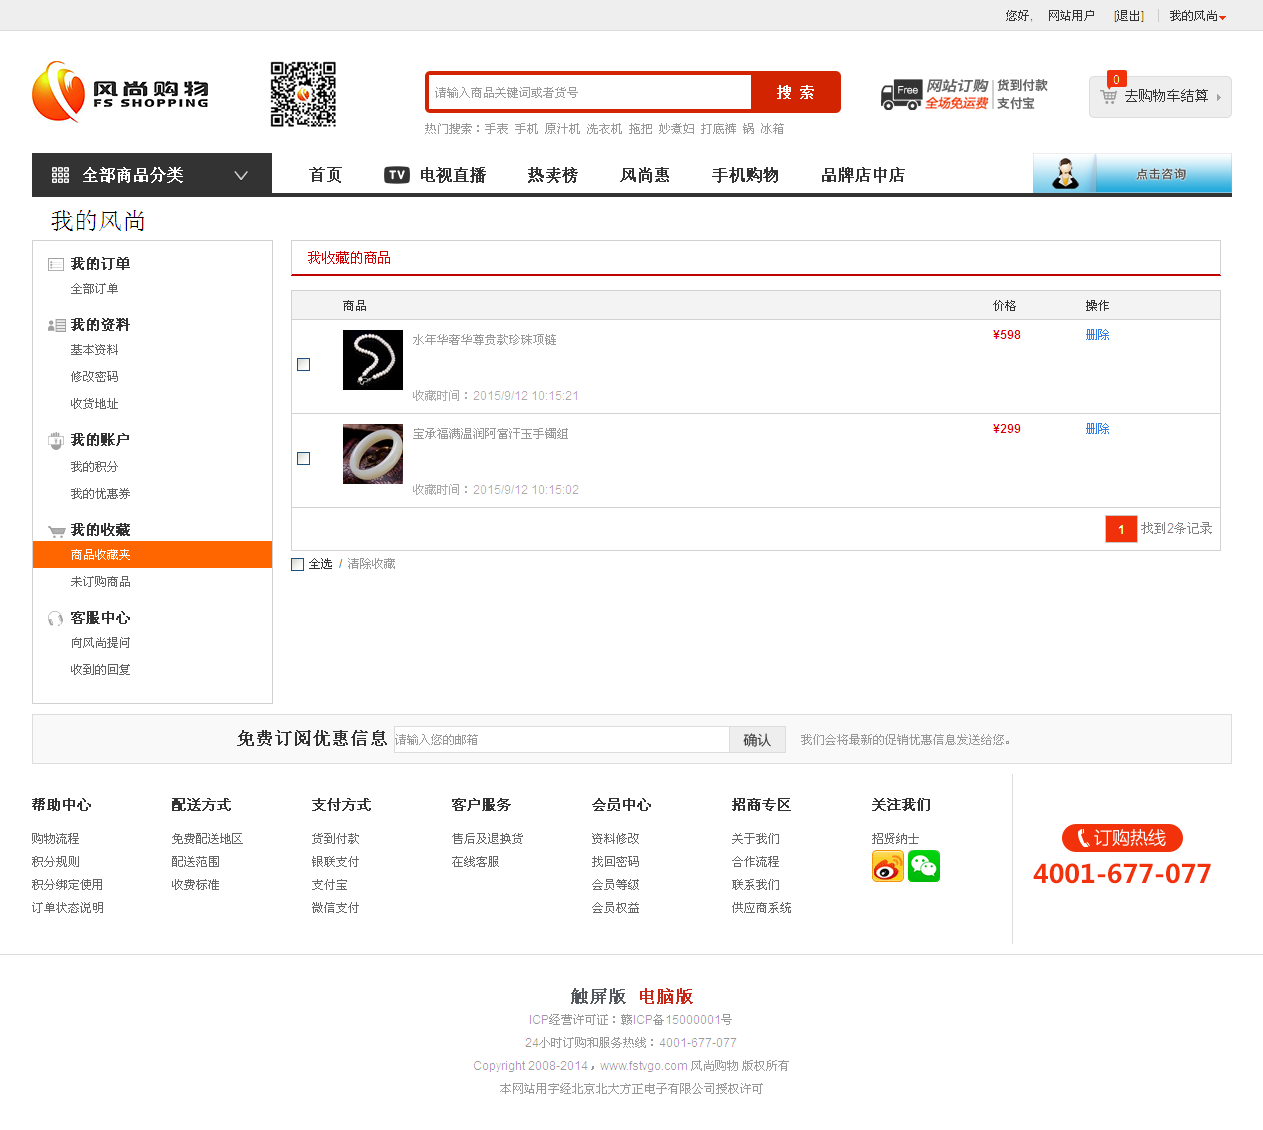 您好, 网站用户 [退出] 我的风尚
风尚购物
FS SHOPPING
请输入商品关键词或者货号
搜 索
热门搜索：手表 手机 原汁机 洗衣机 拖把 炒煮妇 打底裤 锅 冰箱
Free
网站订购
全场免运费
货到付款
支付宝
0
去购物车结算
全部商品分类
首页
TV 电视直播
热卖榜
风尚惠
手机购物
品牌店中店
点击咨询
我的风尚
我的订单
全部订单
我的资料
基本资料
修改密码
收货地址
我的账户
我的积分
我的优惠券
我的收藏
商品收藏夹
未订购商品
客服中心
向风尚提问
收到的回复
我收藏的商品
商品 价格 操作
水年华奢华尊贵款珍珠项链 ¥598 删除
收藏时间：2015/9/12 10:15:21
宝承福满温润阿富汗玉手镯组 ¥299 删除
收藏时间：2015/9/12 10:15:02
1 找到2条记录
全选 / 清除收藏
免费订阅优惠信息 请输入您的邮箱 确认 我们会将最新的促销优惠信息发送给您。
帮助中心
购物流程
积分规则
积分绑定使用
订单状态说明
配送方式
免费配送地区
配送范围
收费标准
支付方式
货到付款
银联支付
支付宝
微信支付
客户服务
售后及退换货
在线客服
会员中心
资料修改
找回密码
会员等级
会员权益
招商专区
关于我们
合作流程
联系我们
供应商系统
关注我们
招贤纳士
订购热线
4001-677-077
触屏版 电脑版
ICP经营许可证：赣ICP备15000001号
24小时订购和服务热线：4001-677-077
Copyright 2008-2014，www.fstvgo.com 风尚购物 版权所有
本网站用字经北京北大方正电子有限公司授权许可